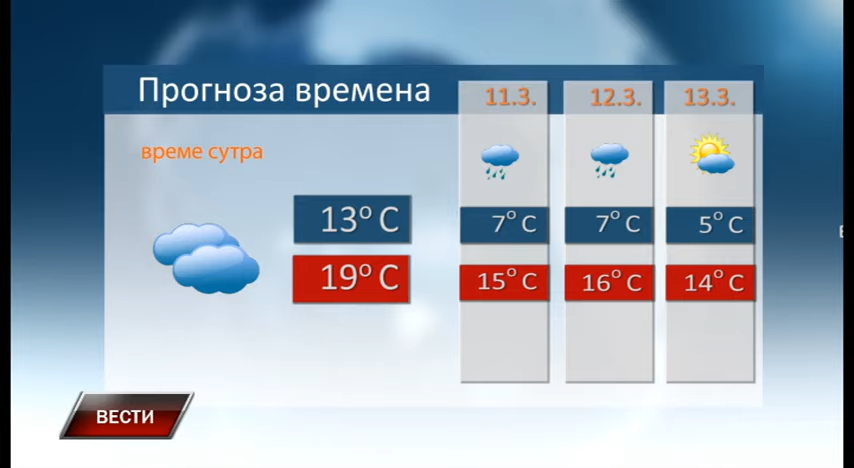 Прогноза времена
време сутра
13° C
19° C
11.3.
7° C
15° C
12.3.
7° C
16° C
13.3.
5° C
14° C
ВЕСТИ